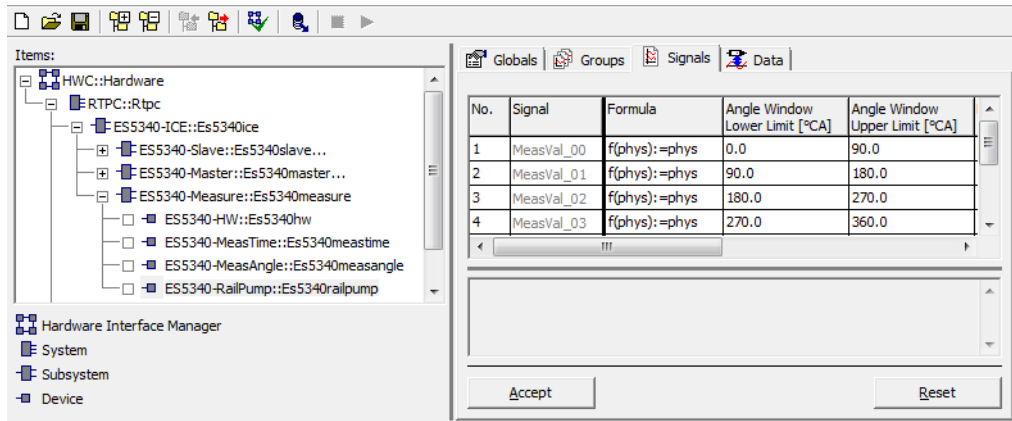 Items:
HWC::Hardware
RTPC::Rtpc
ES5340-ICE::Es5340ice
ES5340-Slave::Es5340slave...
ES5340-Master::Es5340master...
ES5340-Measure::Es5340measure
ES5340-HW::Es5340hw
ES5340-MeasTime::Es5340meastime
ES5340-MeasAngle::Es5340measangle
ES5340-RailPump::Es5340railpump
Hardware Interface Manager
System
Subsystem
Device
Globals Groups Signals Data
No. Signal Formula Angle Window Lower Limit [°CA] Angle Window Upper Limit [°CA]
1 MeasVal_00 f(phys):=phys 0.0 90.0
2 MeasVal_01 f(phys):=phys 90.0 180.0
3 MeasVal_02 f(phys):=phys 180.0 270.0
4 MeasVal_03 f(phys):=phys 270.0 360.0
Accept Reset